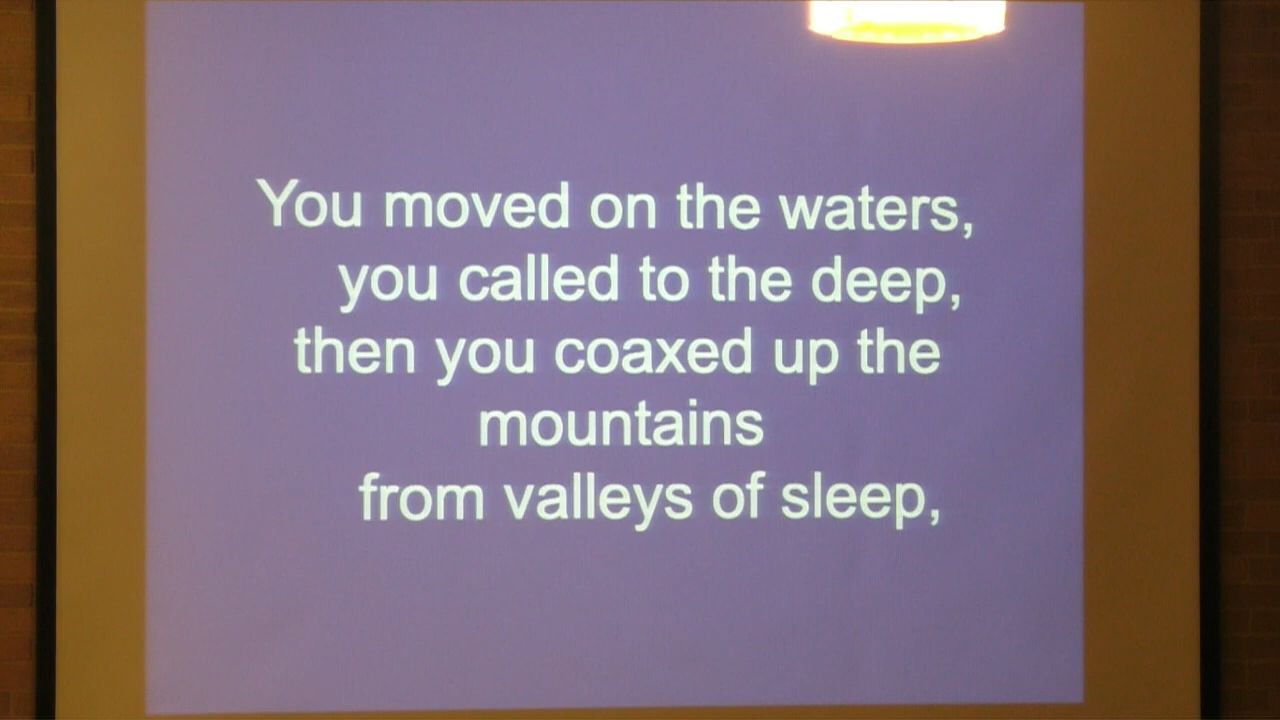 You moved on the waters,
you called to the deep,
then you coaxed up the
mountains
from valleys of sleep,